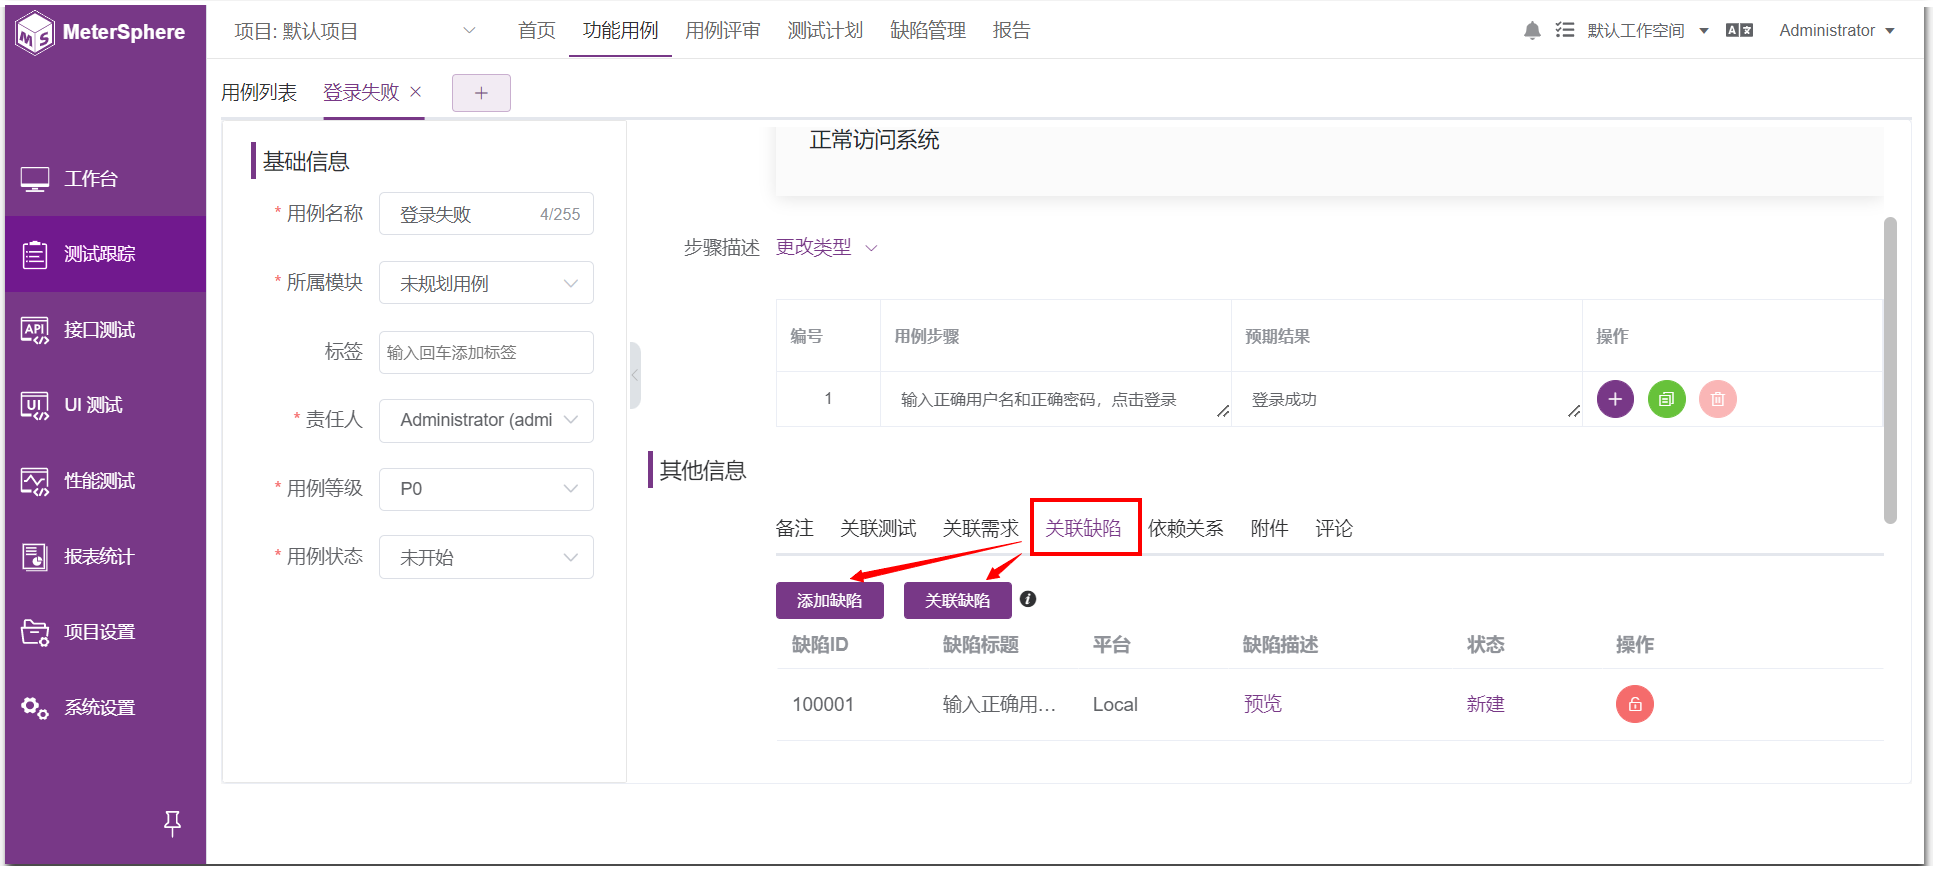 MeterSphere
项目: 默认项目
首页
功能用例
用例评审
测试计划
缺陷管理
报告
默认工作空间
Administrator
用例列表
登录失败
工作台
测试跟踪
接口测试
UI 测试
性能测试
报表统计
项目设置
系统设置
基础信息
* 用例名称
登录失败
4/255
* 所属模块
未规划用例
标签
输入回车添加标签
* 责任人
Administrator (admi
* 用例等级
P0
* 用例状态
未开始
正常访问系统
步骤描述
更改类型
编号
用例步骤
预期结果
操作
1
输入正确用户名和正确密码，点击登录
登录成功
其他信息
备注
关联测试
关联需求
关联缺陷
依赖关系
附件
评论
添加缺陷
关联缺陷
缺陷ID
缺陷标题
平台
缺陷描述
状态
操作
100001
输入正确用...
Local
预览
新建